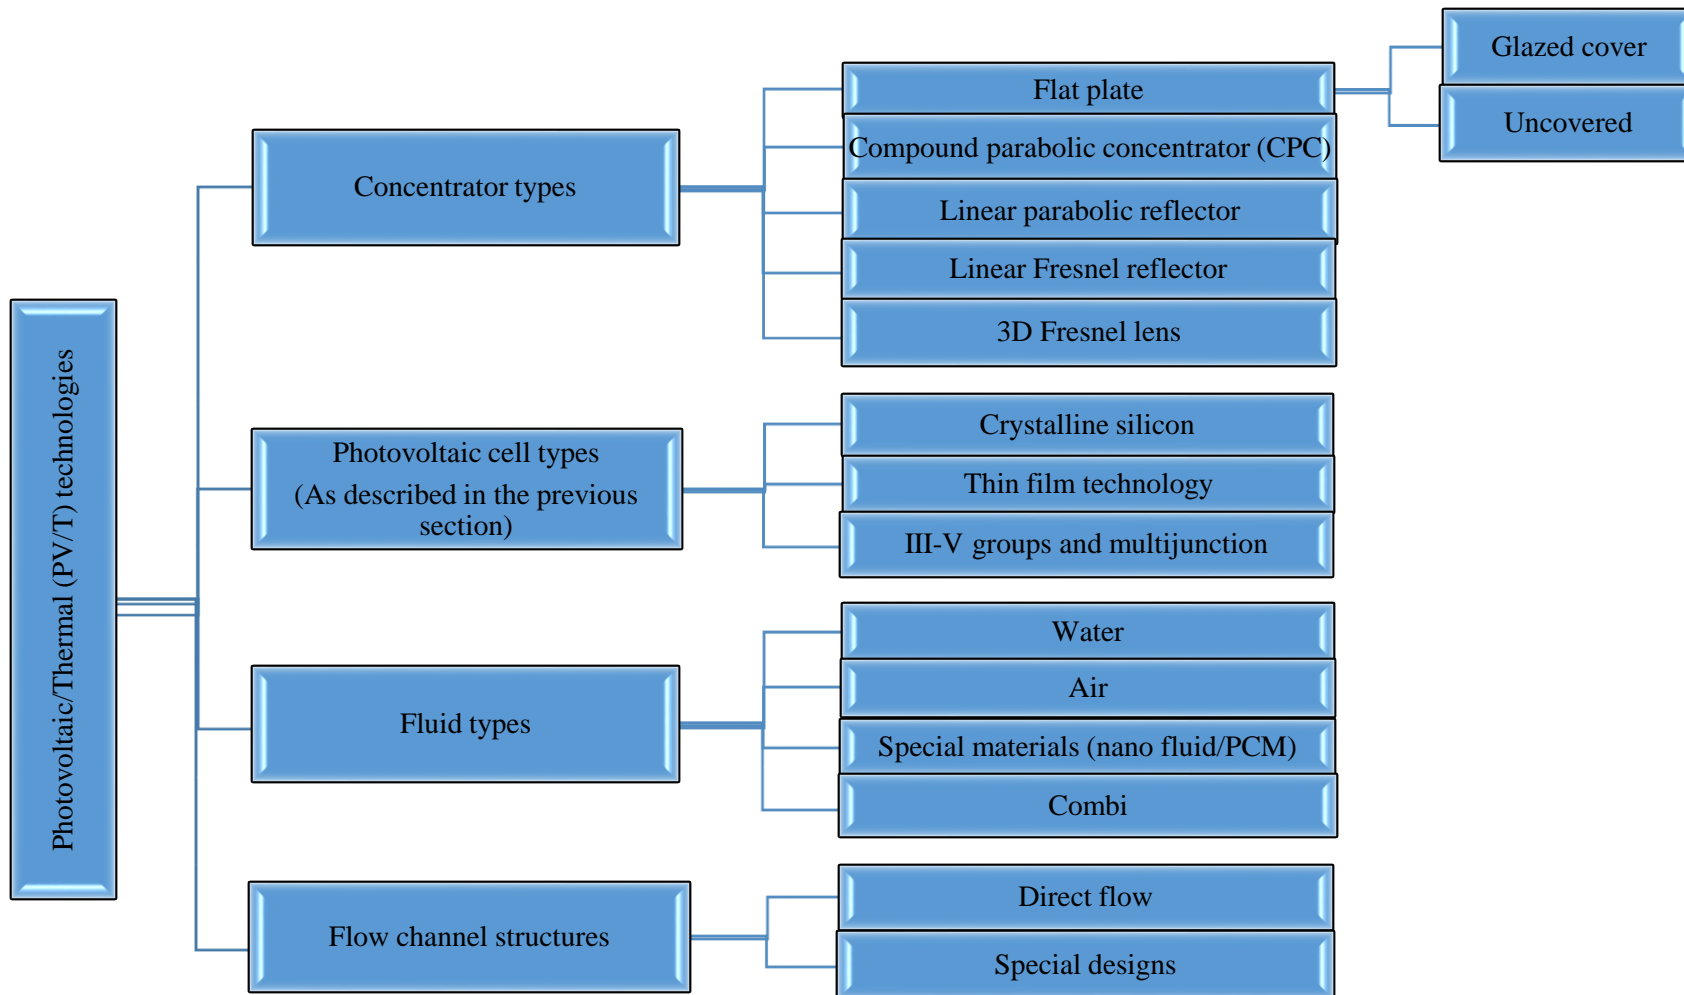 Photovoltaic/Thermal (PV/T) technologies
Concentrator types
Flat plate
Glazed cover
Uncovered
Compound parabolic concentrator (CPC)
Linear parabolic reflector
Linear Fresnel reflector
3D Fresnel lens
Photovoltaic cell types
(As described in the previous
section)
Crystalline silicon
Thin film technology
III-V groups and multijunction
Fluid types
Water
Air
Special materials (nano fluid/PCM)
Combi
Flow channel structures
Direct flow
Special designs